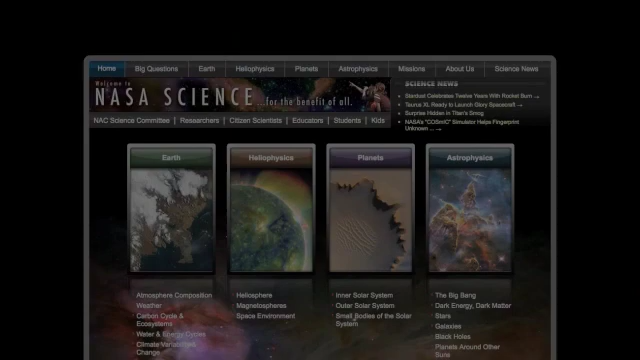 Home Big Questions Earth Heliophysics Planets Astrophysics Missions About Us Science News
Welcome to
NASA SCIENCE ...for the benefit of all.
NAC Science Committee | Researchers | Citizen Scientists | Educators | Students | Kids
SCIENCE NEWS
Stardust Celebrates Twelve Years With Rocket Burn →
Taurus XL Ready to Launch Glory Spacecraft →
Surprise Hidden in Titan's Smog
NASA's "COSmIC" Simulator Helps Fingerprint
Unknown ... →
Earth
Atmosphere Composition
Weather
Carbon Cycle &
Ecosystems
Water & Energy Cycles
Climate Variability &
Change
Heliophysics
Heliosphere
Magnetospheres
Space Environment
Planets
Inner Solar System
Outer Solar System
Small Bodies of the Solar
System
Astrophysics
The Big Bang
Dark Energy, Dark Matter
Stars
Galaxies
Black Holes
Planets Around Other
Suns